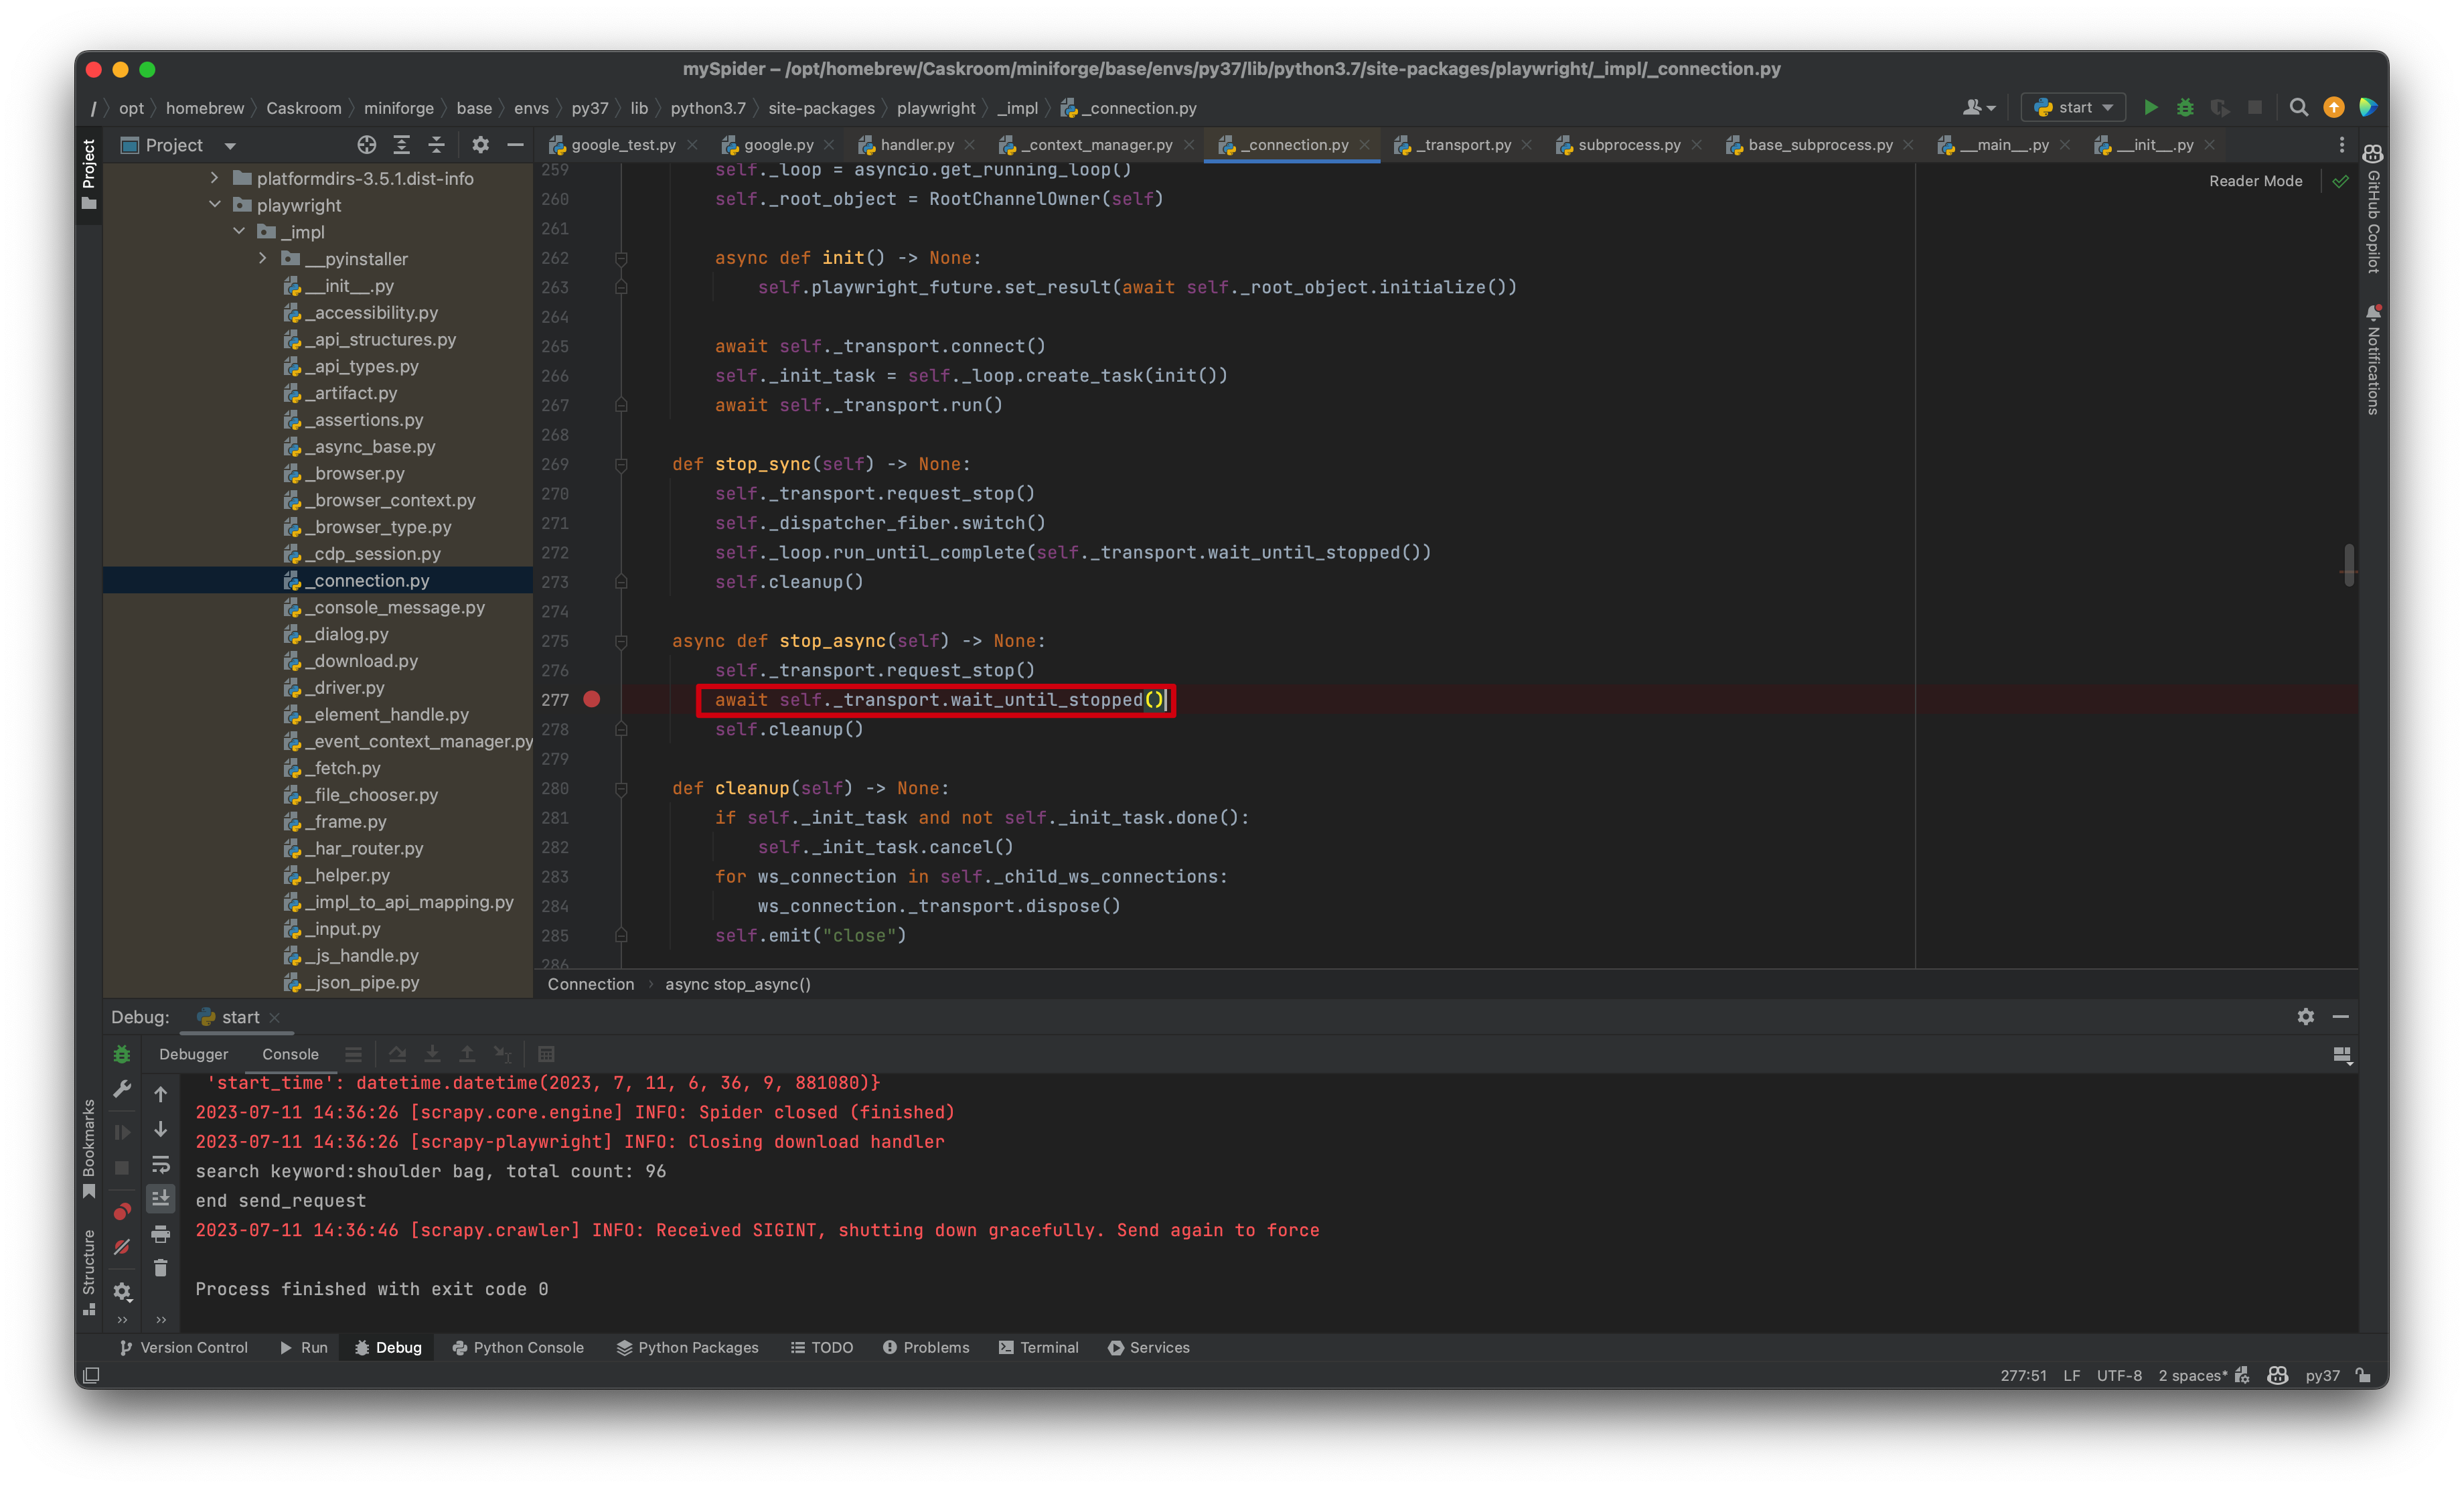 mySpider – /opt/homebrew/Caskroom/miniforge/base/envs/py37/lib/python3.7/site-packages/playwright/_impl/_connection.py
/ opt homebrew Caskroom miniforge base envs py37 lib python3.7 site-packages playwright _impl _connection.py
start
Project
Project
google_test.py
google.py
handler.py
_context_manager.py
_connection.py
_transport.py
subprocess.py
base_subprocess.py
__main__.py
__init__.py
platformdirs-3.5.1.dist-info
playwright
_impl
__pyinstaller
__init__.py
_accessibility.py
_api_structures.py
_api_types.py
_artifact.py
_assertions.py
_async_base.py
_browser.py
_browser_context.py
_browser_type.py
_cdp_session.py
_connection.py
_console_message.py
_dialog.py
_download.py
_driver.py
_element_handle.py
_event_context_manager.py
_fetch.py
_file_chooser.py
_frame.py
_har_router.py
_helper.py
_impl_to_api_mapping.py
_input.py
_js_handle.py
_json_pipe.py
Reader Mode
259 self._loop = asyncio.get_running_loop()
260 self._root_object = RootChannelOwner(self)
261
262 async def init() -> None:
263 self.playwright_future.set_result(await self._root_object.initialize())
264
265 await self._transport.connect()
266 self._init_task = self._loop.create_task(init())
267 await self._transport.run()
268
269 def stop_sync(self) -> None:
270 self._transport.request_stop()
271 self._dispatcher_fiber.switch()
272 self._loop.run_until_complete(self._transport.wait_until_stopped())
273 self.cleanup()
274
275 async def stop_async(self) -> None:
276 self._transport.request_stop()
277 await self._transport.wait_until_stopped()
278 self.cleanup()
279
280 def cleanup(self) -> None:
281 if self._init_task and not self._init_task.done():
282 self._init_task.cancel()
283 for ws_connection in self._child_ws_connections:
284 ws_connection._transport.dispose()
285 self.emit("close")
286
Connection › async stop_async()
GitHub Copilot
Notifications
Debug: start
Debugger Console
'start_time': datetime.datetime(2023, 7, 11, 6, 36, 9, 881080)}
2023-07-11 14:36:26 [scrapy.core.engine] INFO: Spider closed (finished)
2023-07-11 14:36:26 [scrapy-playwright] INFO: Closing download handler
search keyword:shoulder bag, total count: 96
end send_request
2023-07-11 14:36:46 [scrapy.crawler] INFO: Received SIGINT, shutting down gracefully. Send again to force
Process finished with exit code 0
Bookmarks
Structure
Version Control Run Debug Python Console Python Packages TODO Problems Terminal Services
277:51 LF UTF-8 2 spaces* py37